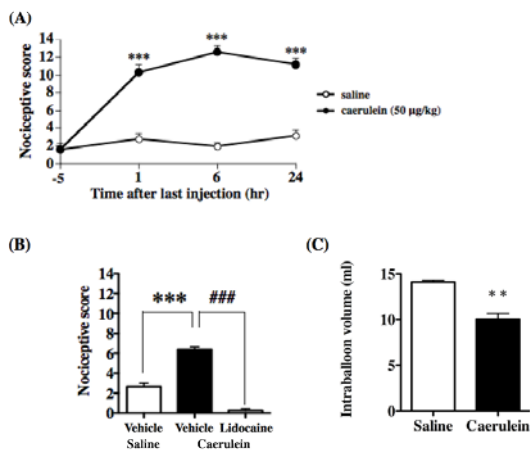 (A)
Nociceptive score
14
12
10
8
6
4
2
0
*** *** ***
saline
caerulein (50 μg/kg)
-5 1 6 24
Time after last injection (hr)
(B)
Nociceptive score
10
8
6
4
2
0
*** ###
Vehicle Vehicle Lidocaine
Saline Caerulein
(C)
Intraballoon volume (ml)
15
10
5
0
**
Saline Caerulein